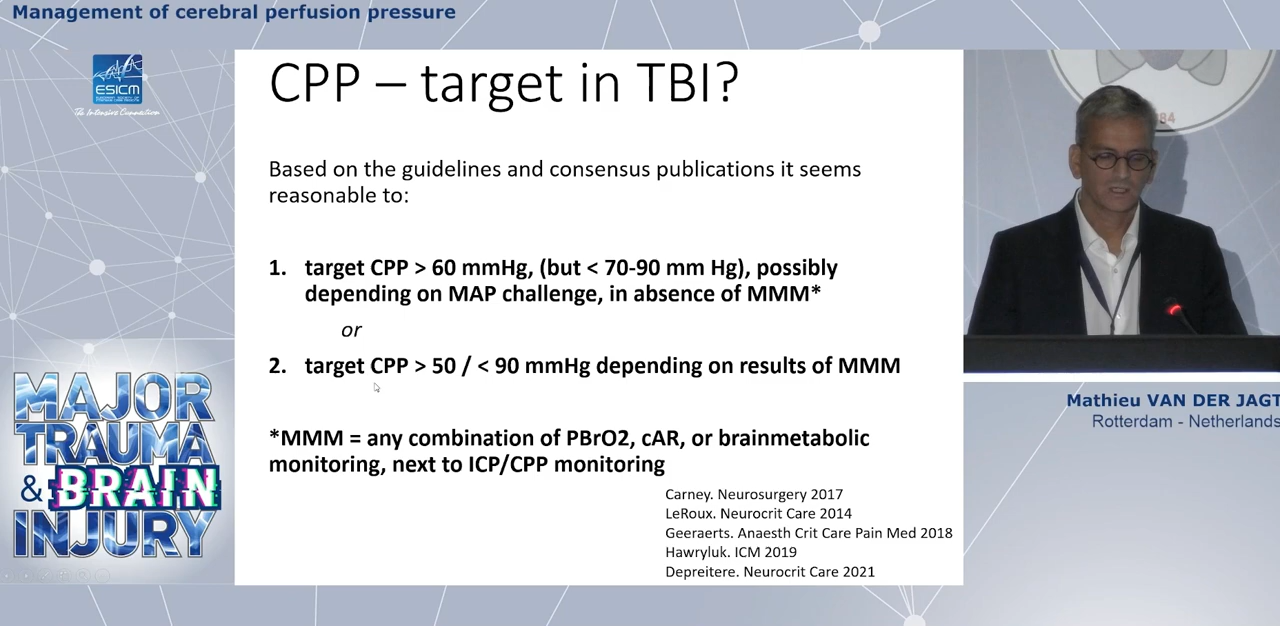 Management of cerebral perfusion pressure
ESICM
The Intensive Connection
CPP – target in TBI?
Based on the guidelines and consensus publications it seems
reasonable to:
1. target CPP > 60 mmHg, (but < 70-90 mm Hg), possibly
depending on MAP challenge, in absence of MMM*
or
2. target CPP > 50 / < 90 mmHg depending on results of MMM
*MMM = any combination of PBrO2, cAR, or brainmetabolic
monitoring, next to ICP/CPP monitoring
Carney. Neurosurgery 2017
LeRoux. Neurocrit Care 2014
Geeraerts. Anaesth Crit Care Pain Med 2018
Hawryluk. ICM 2019
Depreitere. Neurocrit Care 2021
84
Mathieu VAN DER JAGT
Rotterdam - Netherlands
MAJOR
TRAUMA
& BRAIN
INJURY